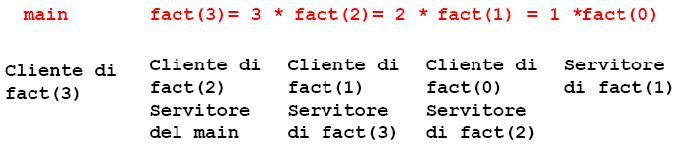 main fact(3)= 3 * fact(2)= 2 * fact(1) = 1 *fact(0)
Cliente di
fact(3)
Cliente di
fact(2)
Servitore
del main
Cliente di
fact(1)
Servitore
di fact(3)
Cliente di
fact(0)
Servitore
di fact(2)
Servitore
di fact(1)